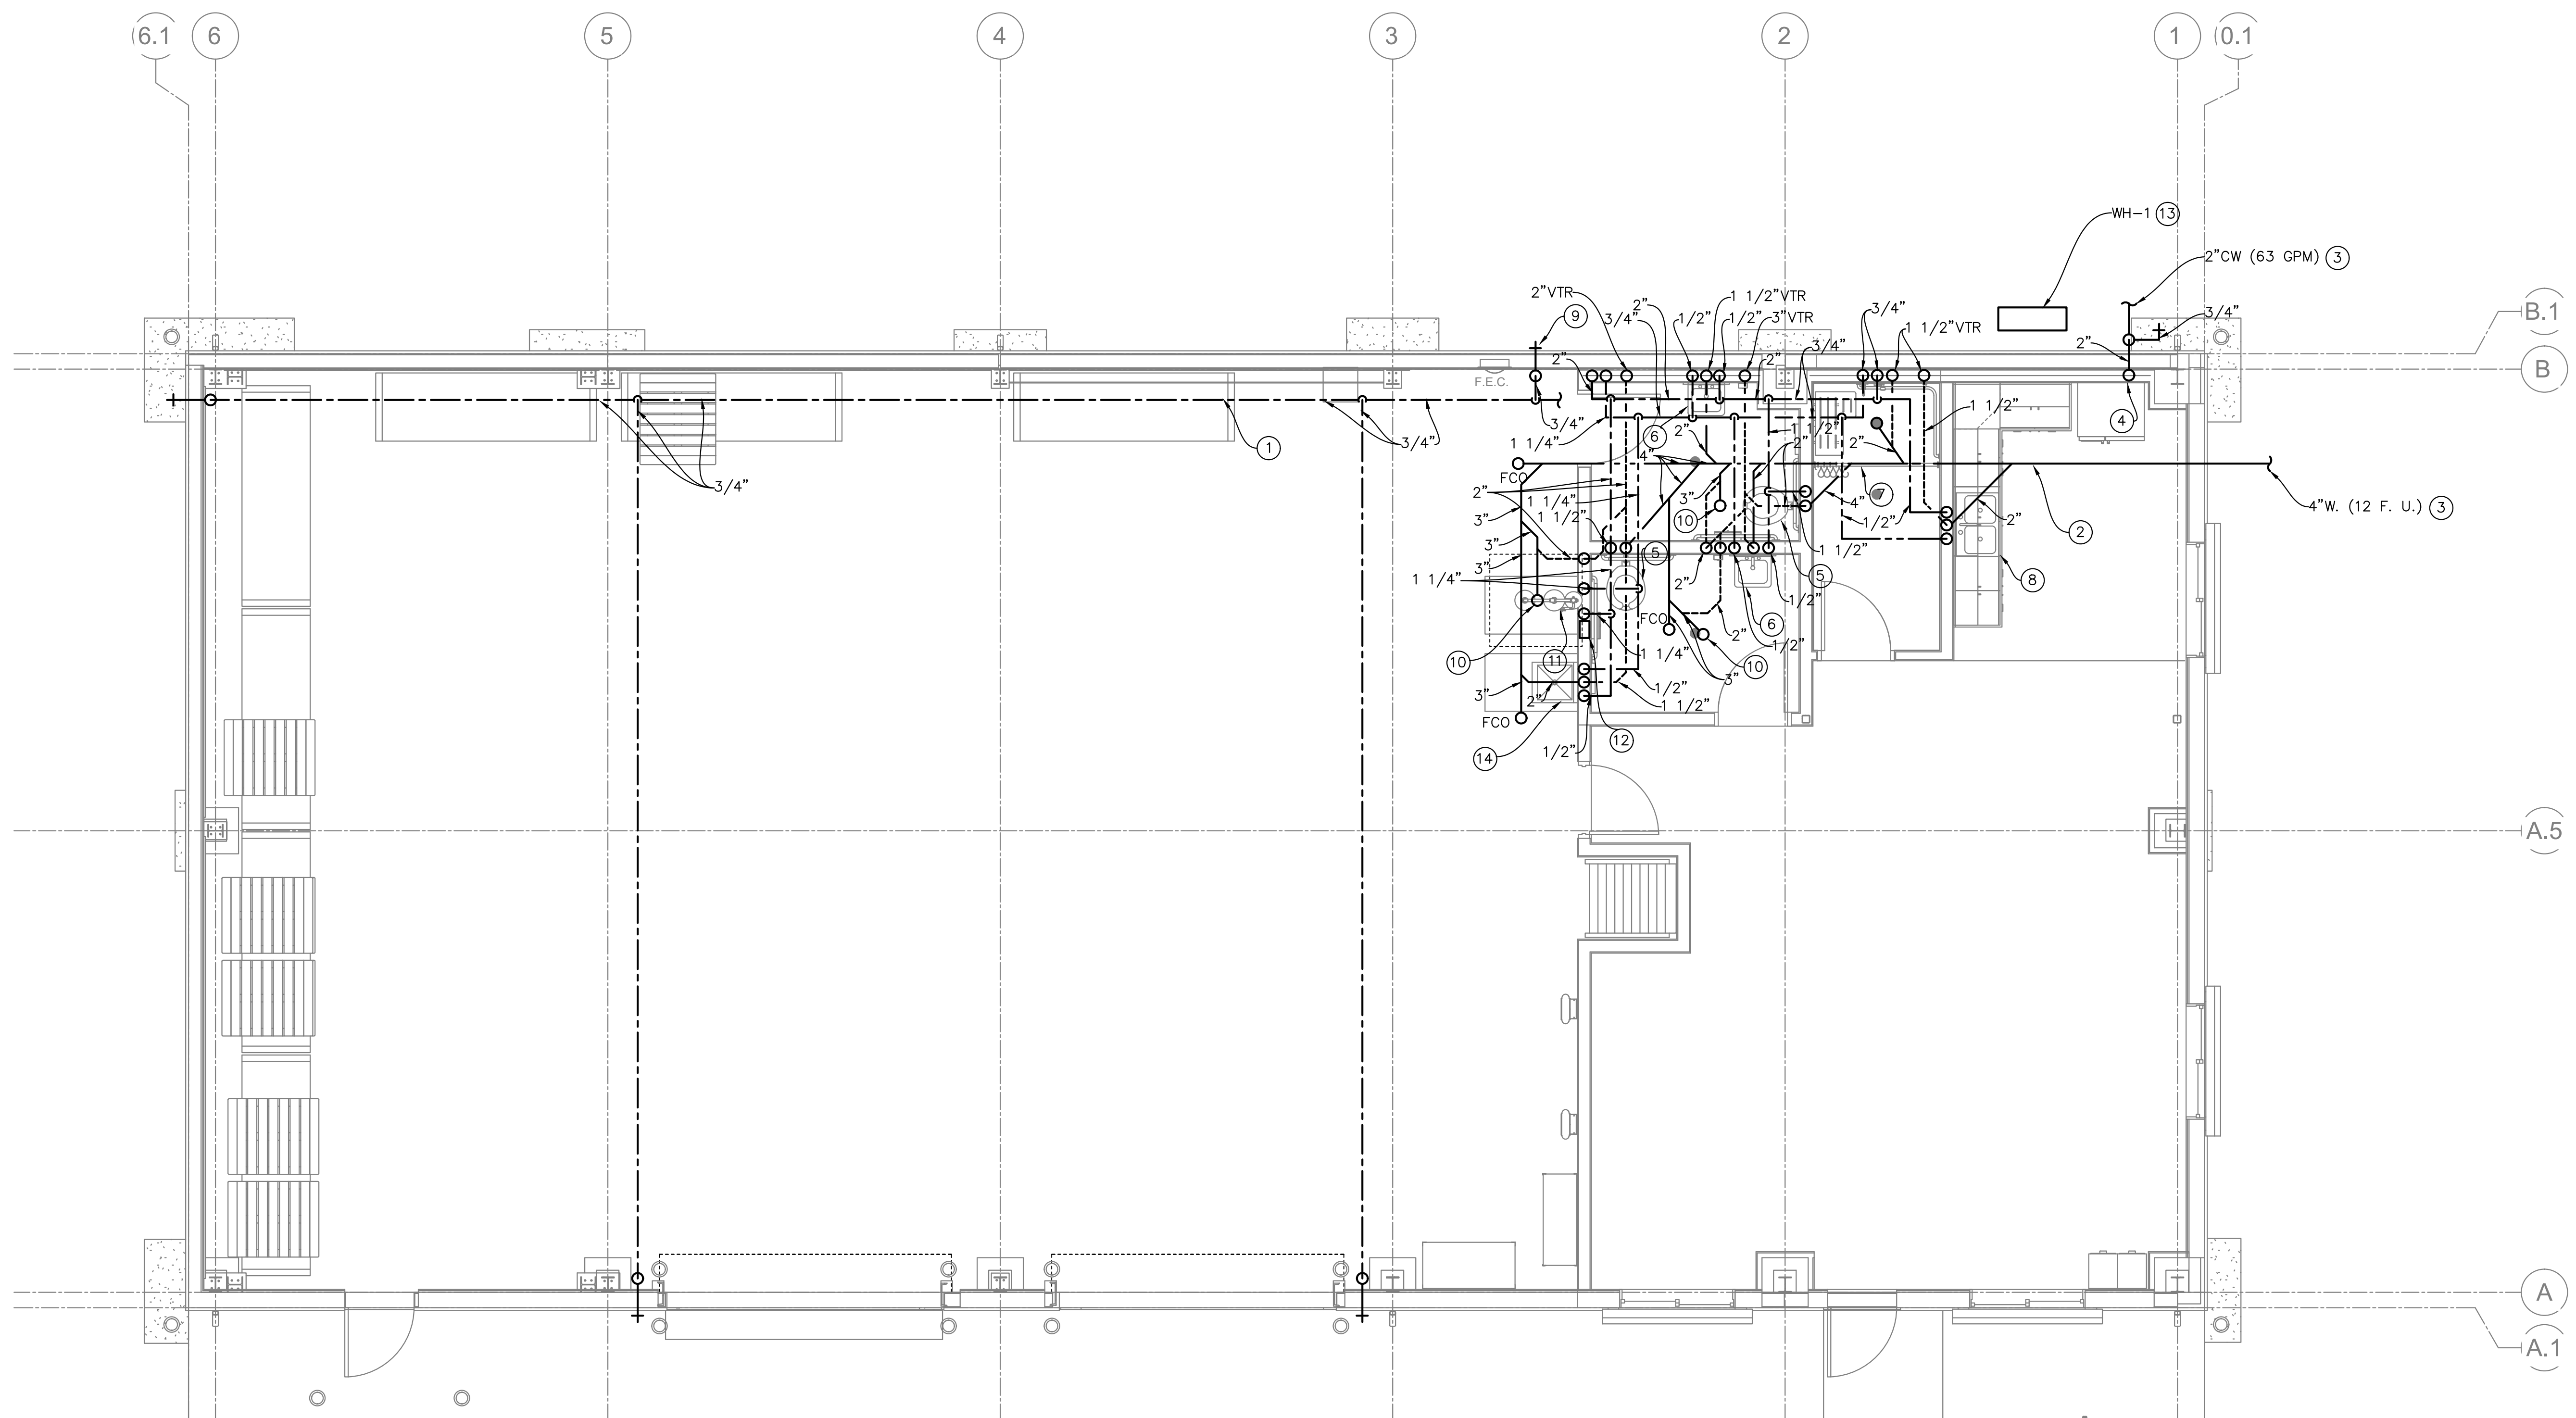 6.1 6 5 4 3 2 1 0.1
WH-1 13
2"CW (63 GPM) 3
3/4"
B.1
2"VTR 2" 1 1/2"VTR
9 3/4" 1/2" 1/2" 3"VTR 3/4" 1 1/2"VTR
2" 2" 3/4" 2"
F.E.C.
B
3/4" 1 1/2"
3/4" 1 1 1/4" 6 2" 1 1/2" 4
2" 2"
4"
FCO
3/4"
2" 3" 7
1 1/4" 4" 4"W. (12 F. U.) 3
3" 1 1/2" 10 1/2" 2"
3" 2
3" 5 1 1/2"
1 1/4" 2" 5 8
1/2"
FCO 6
2"
10 11 1 1/4" 1/2"
10
3" 2" 1/2" 3"
1 1/2"
FCO
12
1/2"
14
A.5
A
A.1